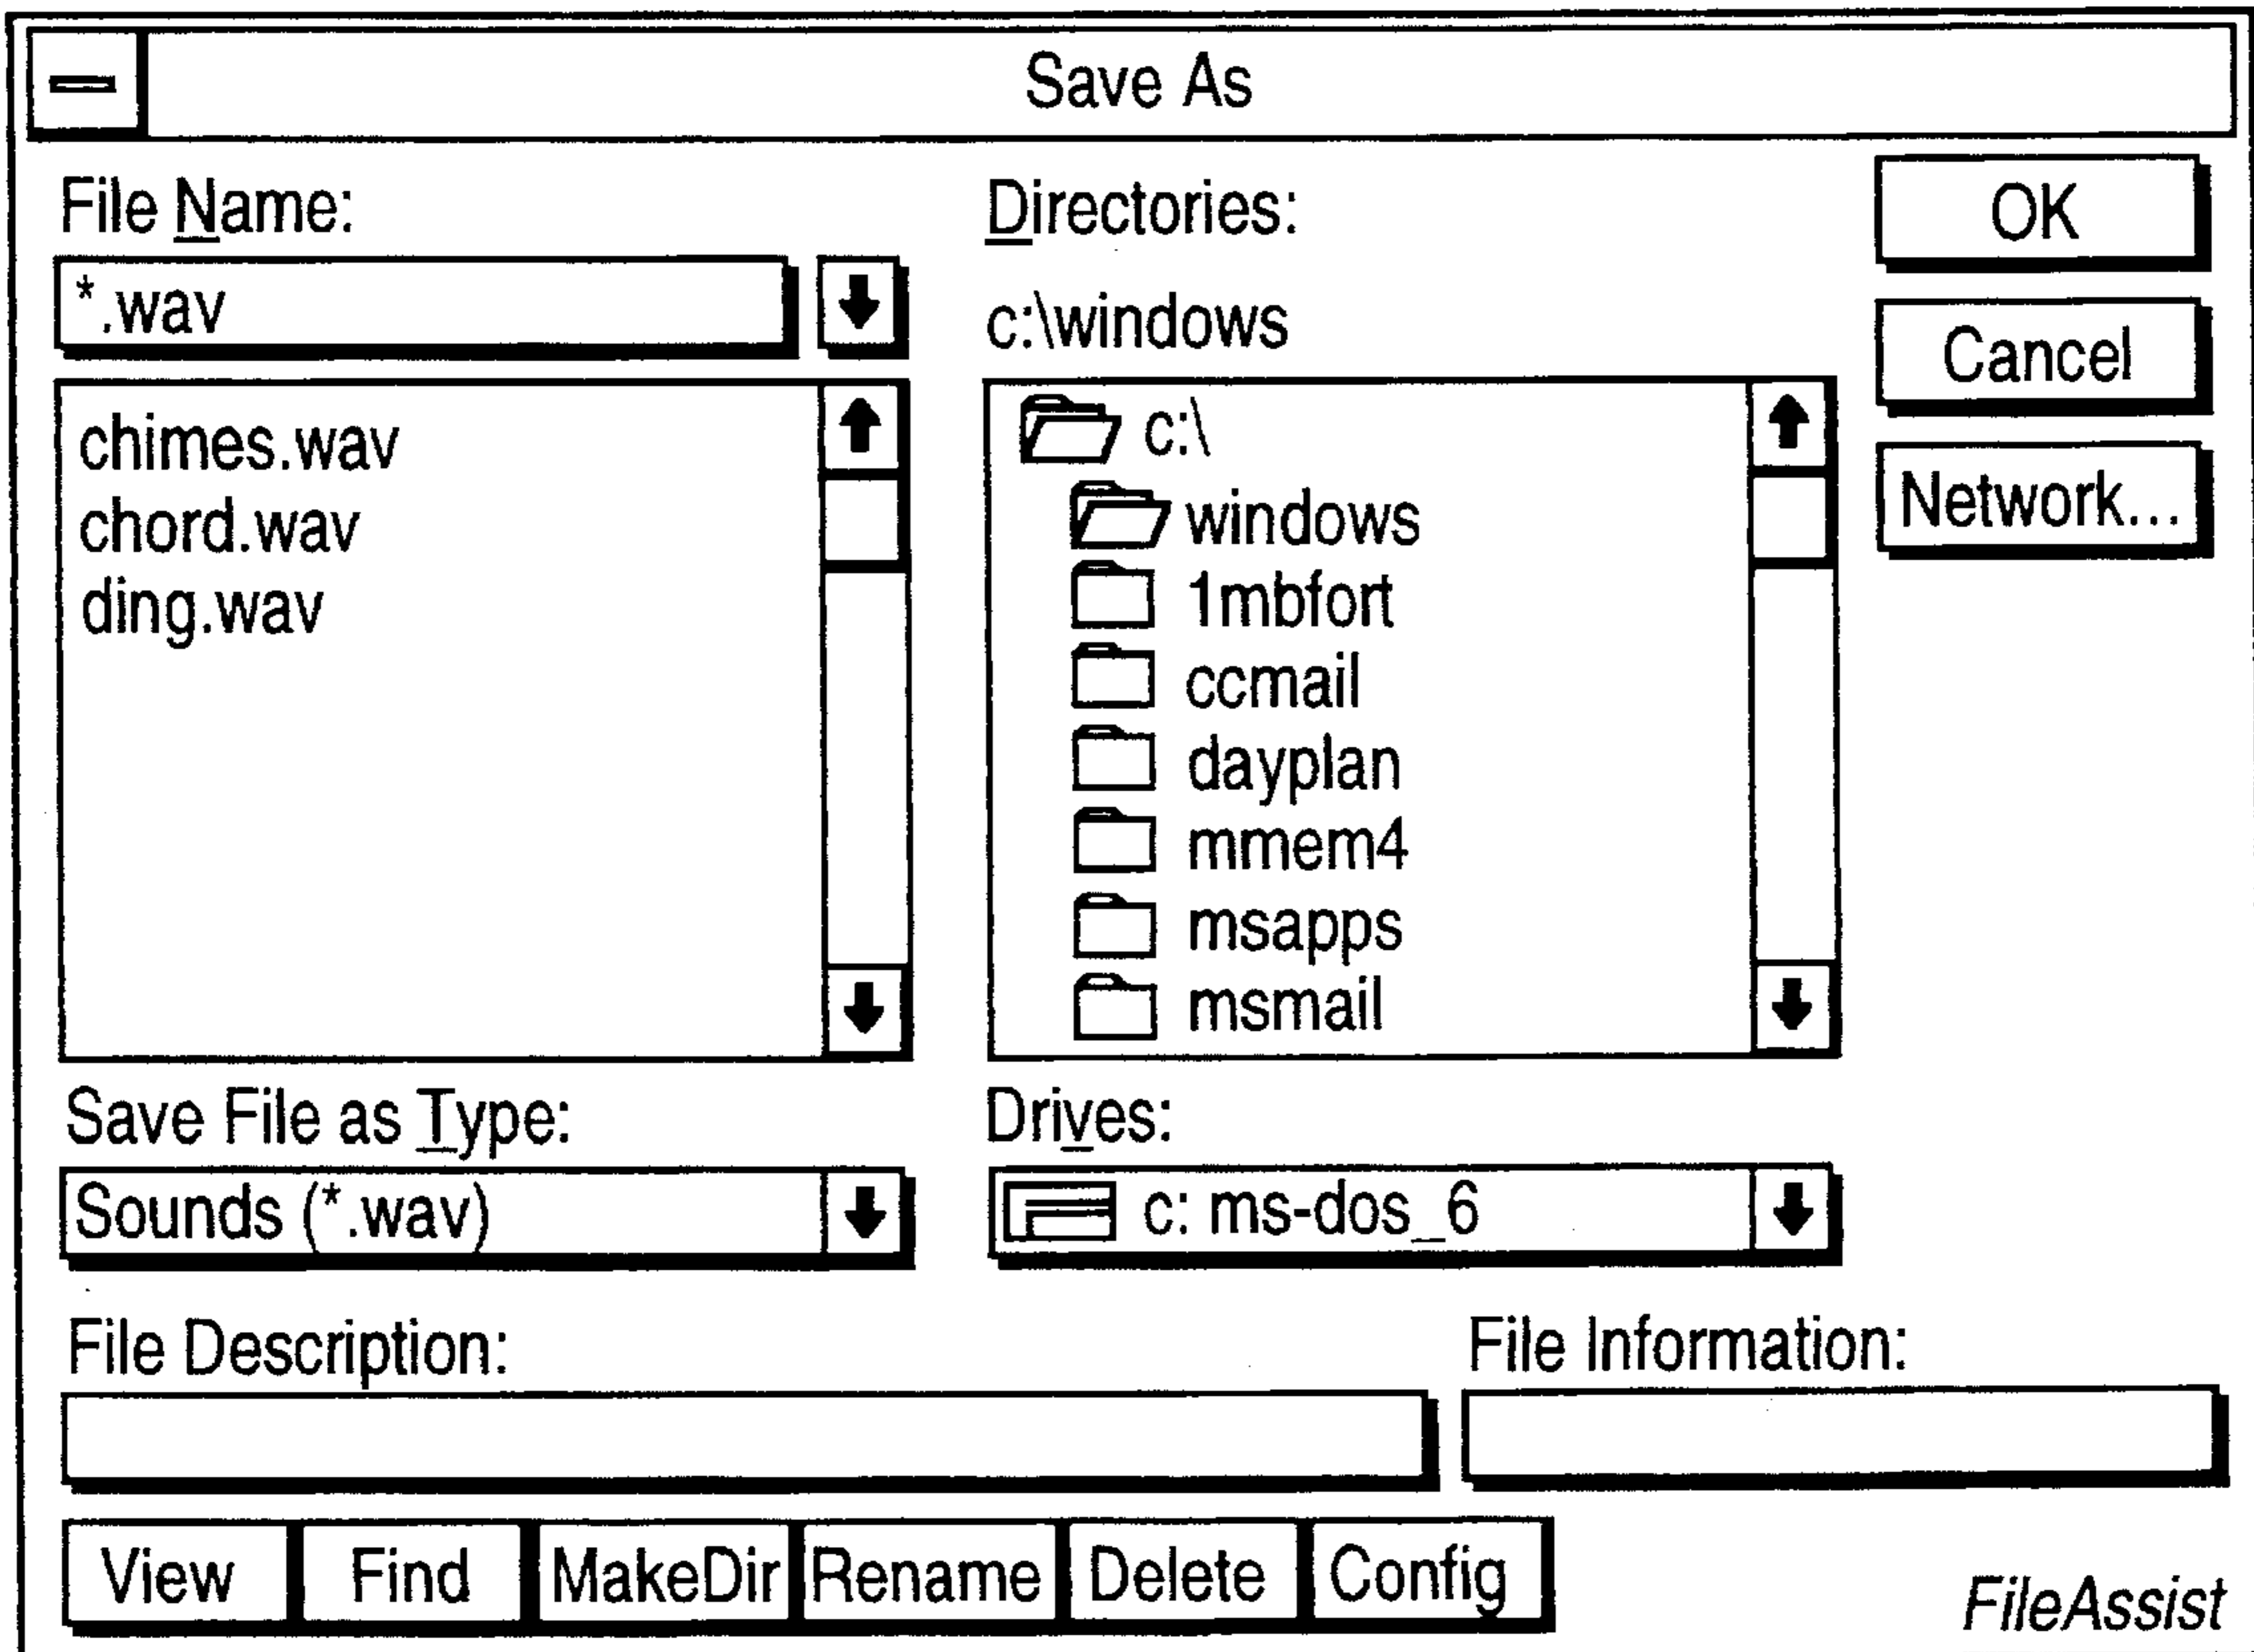 Save As
File Name:
*.wav
chimes.wav
chord.wav
ding.wav
Save File as Type:
Sounds (*.wav)
Directories:
c:\windows
c:\
windows
1mbfort
ccmail
dayplan
mmem4
msapps
msmail
Drives:
c: ms-dos_6
OK
Cancel
Network...
File Description:
File Information:
View Find MakeDir Rename Delete Config
FileAssist